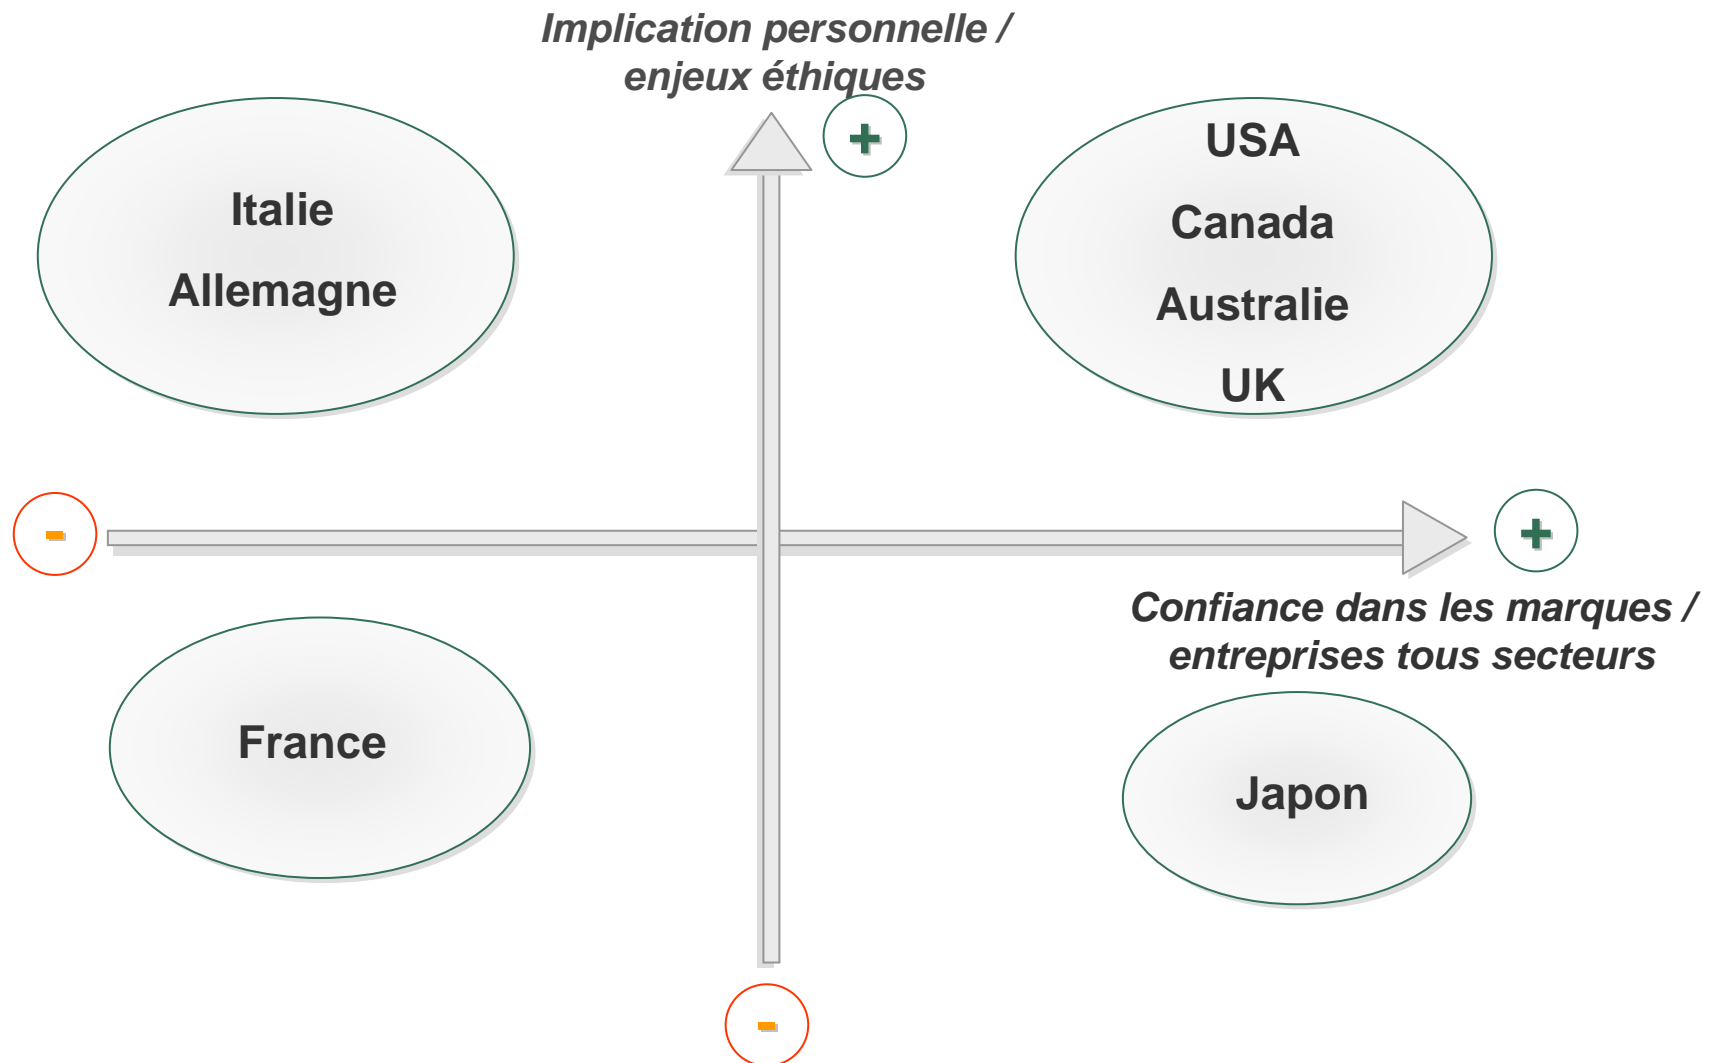 Implication personnelle /
enjeux éthiques
+
USA
Canada
Australie
UK
Italie
Allemagne
-
+
Confiance dans les marques /
entreprises tous secteurs
France
Japon
-